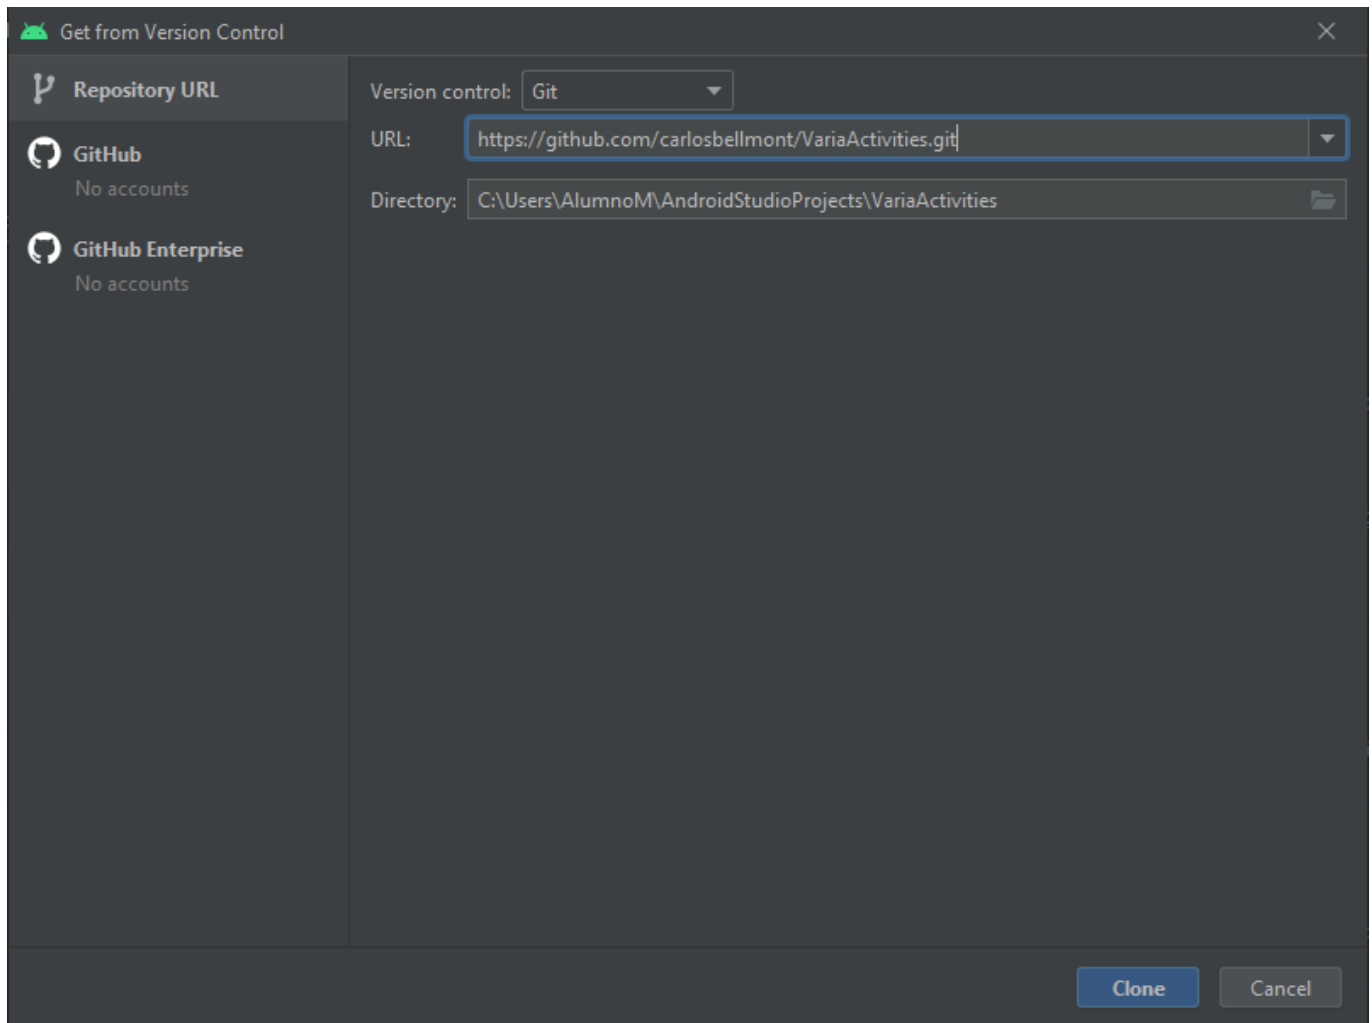 Get from Version Control
Repository URL
GitHub
No accounts
GitHub Enterprise
No accounts
Version control: Git
URL: https://github.com/carlosbellmont/VariaActivities.git
Directory: C:\Users\AlumnoM\AndroidStudioProjects\VariaActivities
Clone Cancel